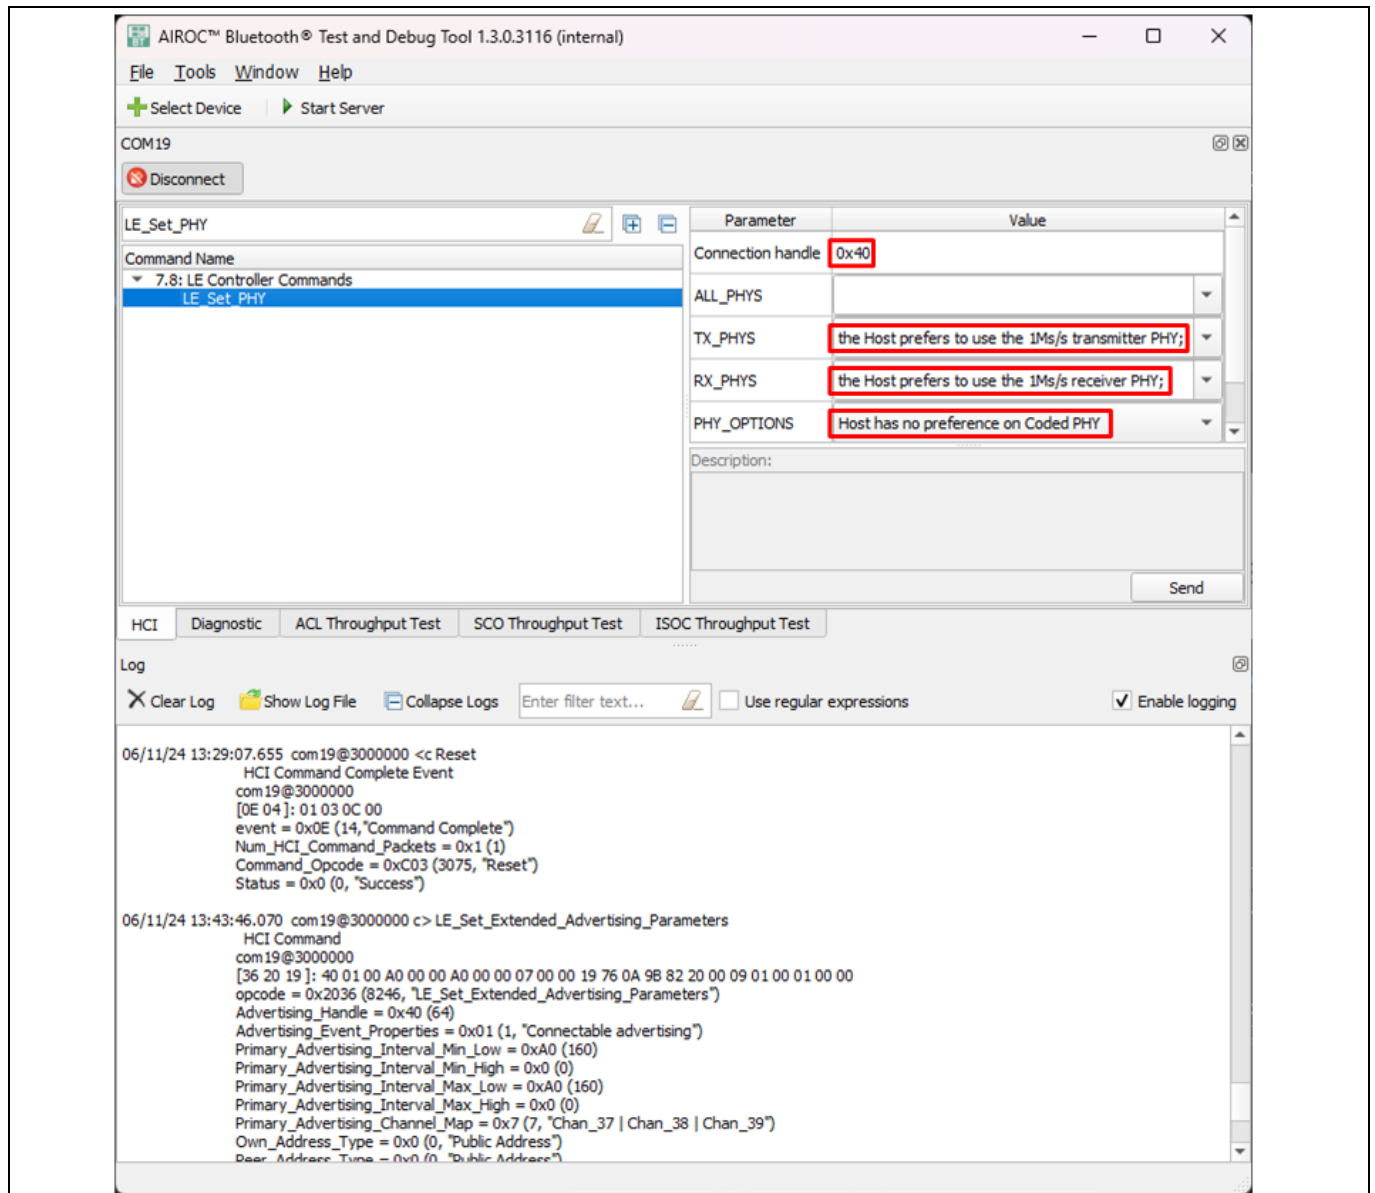 AIROC™ Bluetooth® Test and Debug Tool 1.3.0.3116 (internal)
File Tools Window Help
Select Device Start Server
COM19
Disconnect
LE_Set_PHY
Command Name
7.8: LE Controller Commands
LE_Set_PHY
Parameter Value
Connection handle 0x40
ALL_PHYS
TX_PHYS the Host prefers to use the 1Ms/s transmitter PHY;
RX_PHYS the Host prefers to use the 1Ms/s receiver PHY;
PHY_OPTIONS Host has no preference on Coded PHY
Description:
Send
HCI Diagnostic ACL Throughput Test SCO Throughput Test ISOC Throughput Test
Log
Clear Log Show Log File Collapse Logs Enter filter text... Use regular expressions Enable logging
06/11/24 13:29:07.655 com19@3000000 <c Reset
HCI Command Complete Event
com19@3000000
[0E 04 ]: 01 03 0C 00
event = 0x0E (14,"Command Complete")
Num_HCI_Command_Packets = 0x1 (1)
Command_Opcode = 0xC03 (3075, "Reset")
Status = 0x0 (0, "Success")
06/11/24 13:43:46.070 com19@3000000 c> LE_Set_Extended_Advertising_Parameters
HCI Command
com19@3000000
[36 20 19 ]: 40 01 00 A0 00 00 A0 00 00 07 00 00 19 76 0A 9B 82 20 00 09 01 00 01 00 00
opcode = 0x2036 (8246, "LE_Set_Extended_Advertising_Parameters")
Advertising_Handle = 0x40 (64)
Advertising_Event_Properties = 0x01 (1, "Connectable advertising")
Primary_Advertising_Interval_Min_Low = 0xA0 (160)
Primary_Advertising_Interval_Min_High = 0x0 (0)
Primary_Advertising_Interval_Max_Low = 0xA0 (160)
Primary_Advertising_Interval_Max_High = 0x0 (0)
Primary_Advertising_Channel_Map = 0x7 (7, "Chan_37 | Chan_38 | Chan_39")
Own_Address_Type = 0x0 (0, "Public Address")
Peer_Address_Type = 0x0 (0, "Public Address")